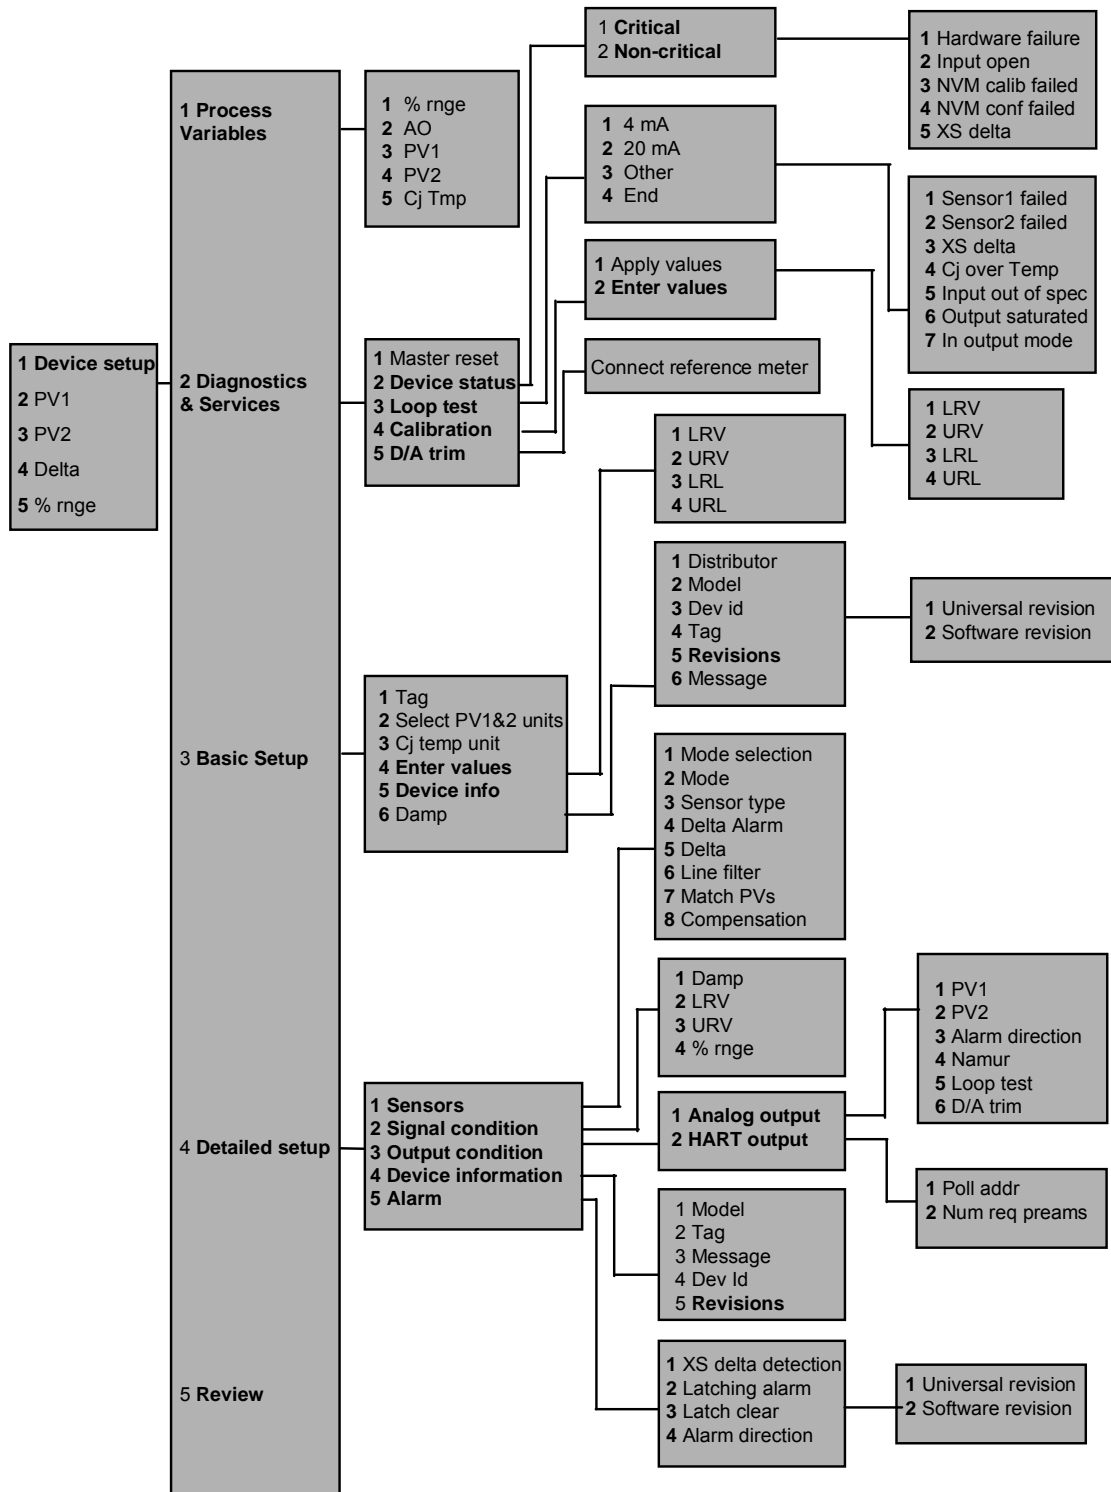 1 Device setup
2 PV1
3 PV2
4 Delta
5 % rnge
1 Process
Variables
2 Diagnostics
& Services
3 Basic Setup
4 Detailed setup
5 Review
1 % rnge
2 AO
3 PV1
4 PV2
5 Cj Tmp
1 Master reset
2 Device status
3 Loop test
4 Calibration
5 D/A trim
1 Tag
2 Select PV1&2 units
3 Cj temp unit
4 Enter values
5 Device info
6 Damp
1 Sensors
2 Signal condition
3 Output condition
4 Device information
5 Alarm
1 Critical
2 Non-critical
1 4 mA
2 20 mA
3 Other
4 End
1 Apply values
2 Enter values
Connect reference meter
1 LRV
2 URV
3 LRL
4 URL
1 Distributor
2 Model
3 Dev id
4 Tag
5 Revisions
6 Message
1 Mode selection
2 Mode
3 Sensor type
4 Delta Alarm
5 Delta
6 Line filter
7 Match PVs
8 Compensation
1 Damp
2 LRV
3 URV
4 % rnge
1 Analog output
2 HART output
1 Model
2 Tag
3 Message
4 Dev Id
5 Revisions
1 XS delta detection
2 Latching alarm
3 Latch clear
4 Alarm direction
1 Hardware failure
2 Input open
3 NVM calib failed
4 NVM conf failed
5 XS delta
1 Sensor1 failed
2 Sensor2 failed
3 XS delta
4 Cj over Temp
5 Input out of spec
6 Output saturated
7 In output mode
1 LRV
2 URV
3 LRL
4 URL
1 Universal revision
2 Software revision
1 PV1
2 PV2
3 Alarm direction
4 Namur
5 Loop test
6 D/A trim
1 Poll addr
2 Num req preams
1 Universal revision
2 Software revision